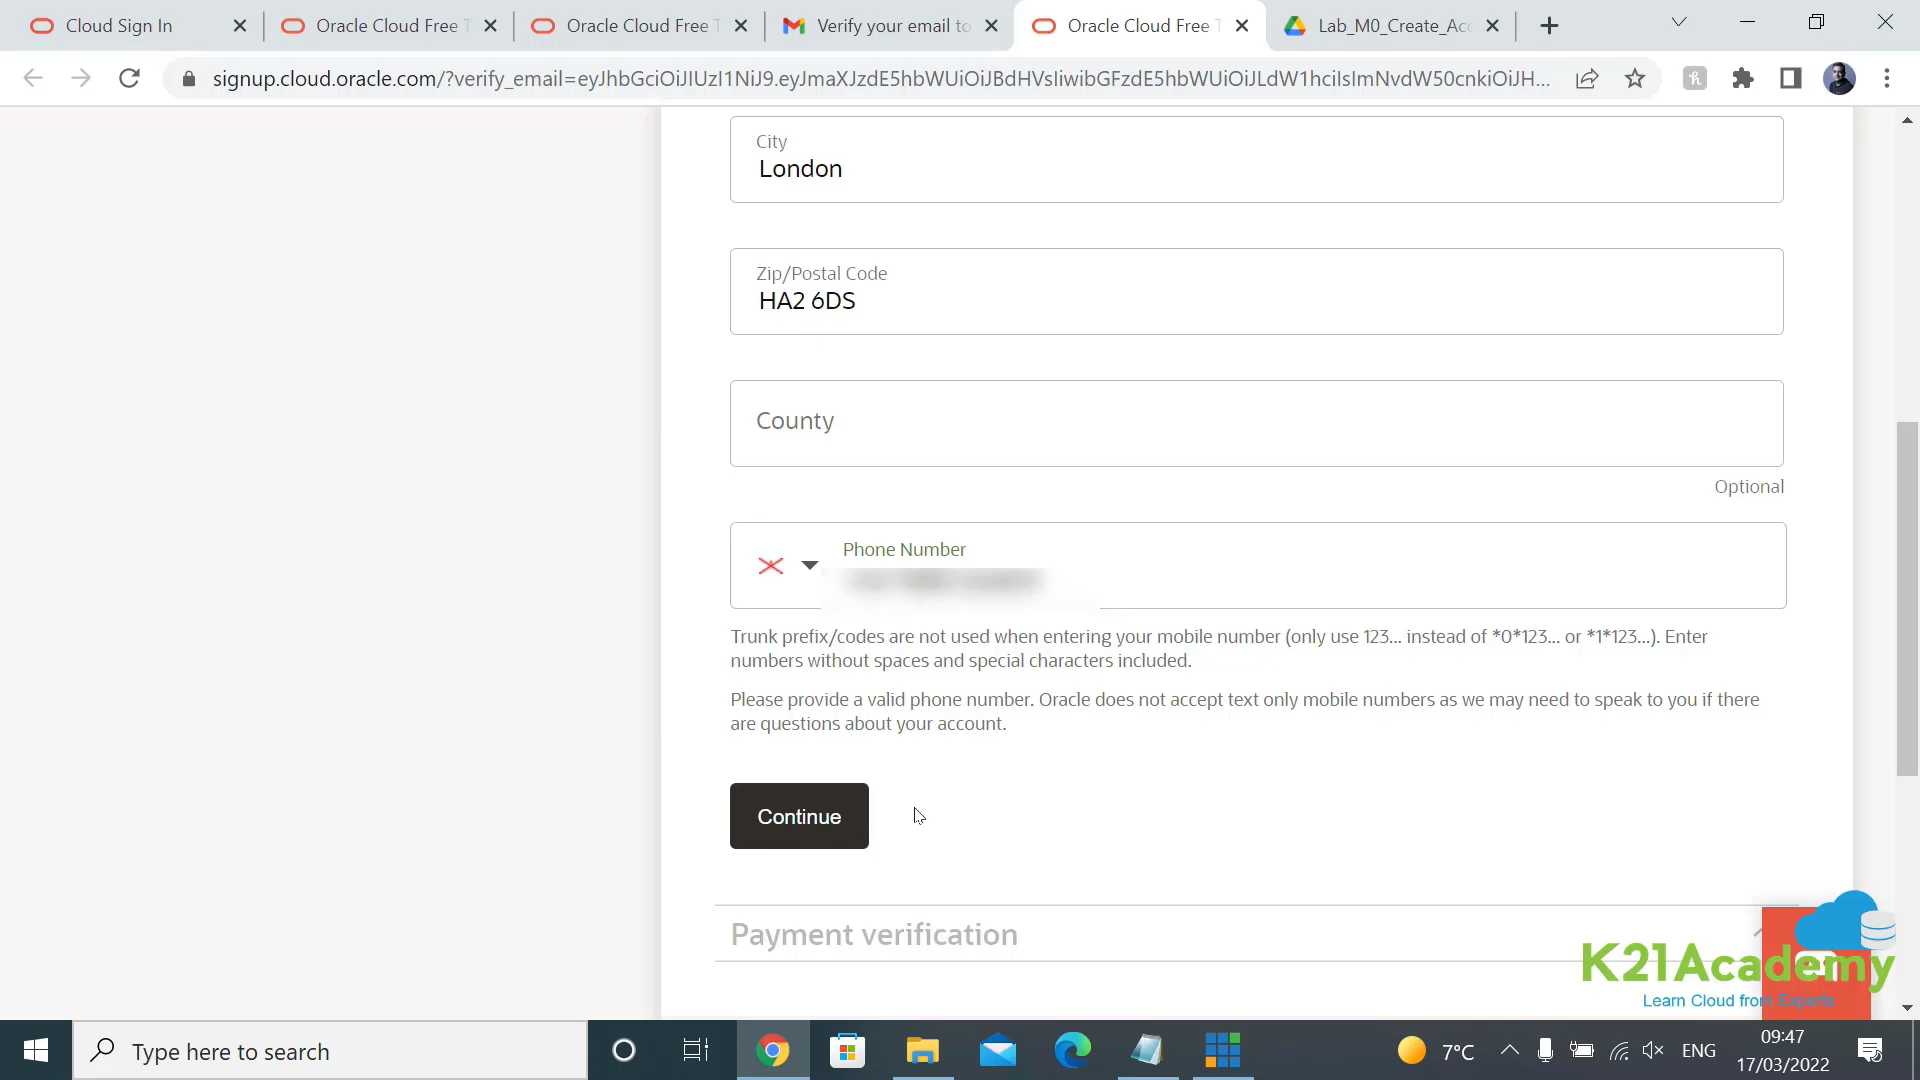 Cloud Sign In
Oracle Cloud Free T
Oracle Cloud Free T
Verify your email to
Oracle Cloud Free T
Lab_M0_Create_Acc
signup.cloud.oracle.com/?verify_email=eyJhbGciOiJIUzI1NiJ9.eyJmaXJzdE5hbWUiOiJBdHVsIiwibGFzdE5hbWUiOiJLdW1hciIsImNvdW50cnkiOiJH...
City
London
Zip/Postal Code
HA2 6DS
County
Optional
Phone Number
Trunk prefix/codes are not used when entering your mobile number (only use 123... instead of *0*123... or *1*123...). Enter
numbers without spaces and special characters included.
Please provide a valid phone number. Oracle does not accept text only mobile numbers as we may need to speak to you if there
are questions about your account.
Continue
Payment verification
K21Academy
Learn Cloud from Experts
Type here to search
7°C
ENG
09:47
17/03/2022